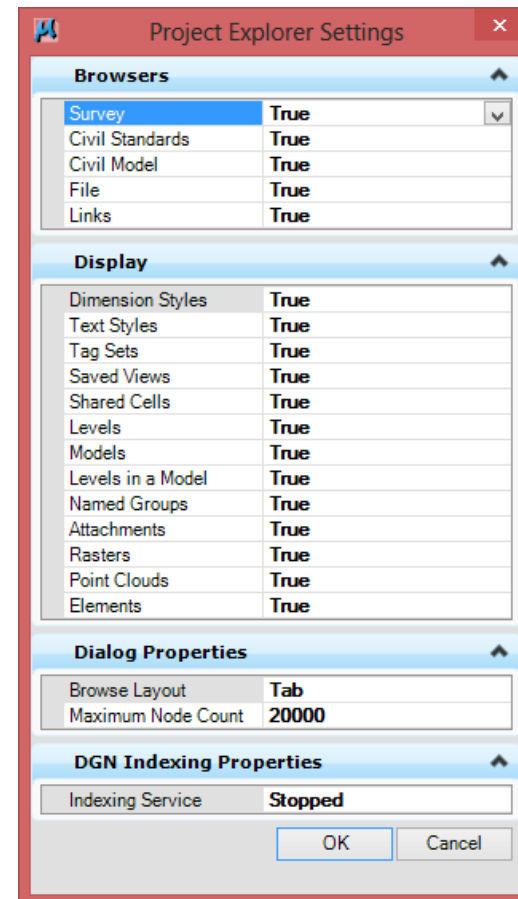 Project Explorer Settings
Browsers
Survey True
Civil Standards True
Civil Model True
File True
Links True
Display
Dimension Styles True
Text Styles True
Tag Sets True
Saved Views True
Shared Cells True
Levels True
Models True
Levels in a Model True
Named Groups True
Attachments True
Rasters True
Point Clouds True
Elements True
Dialog Properties
Browse Layout Tab
Maximum Node Count 20000
DGN Indexing Properties
Indexing Service Stopped
OK Cancel